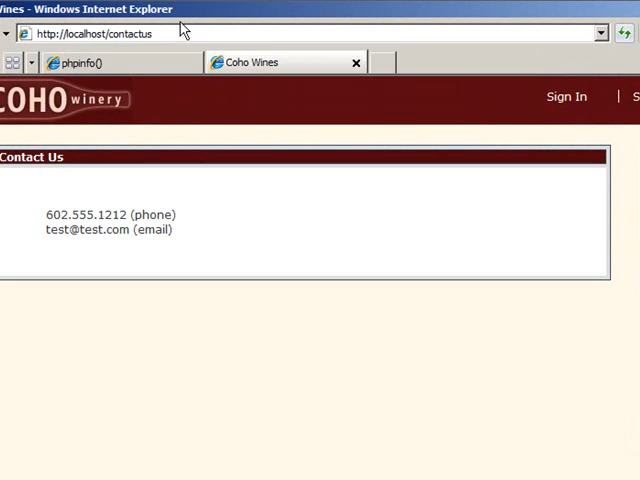 Wines - Windows Internet Explorer
http://localhost/contactus
phpinfo()
Coho Wines
COHO winery
Sign In | S
Contact Us
602.555.1212 (phone)
test@test.com (email)